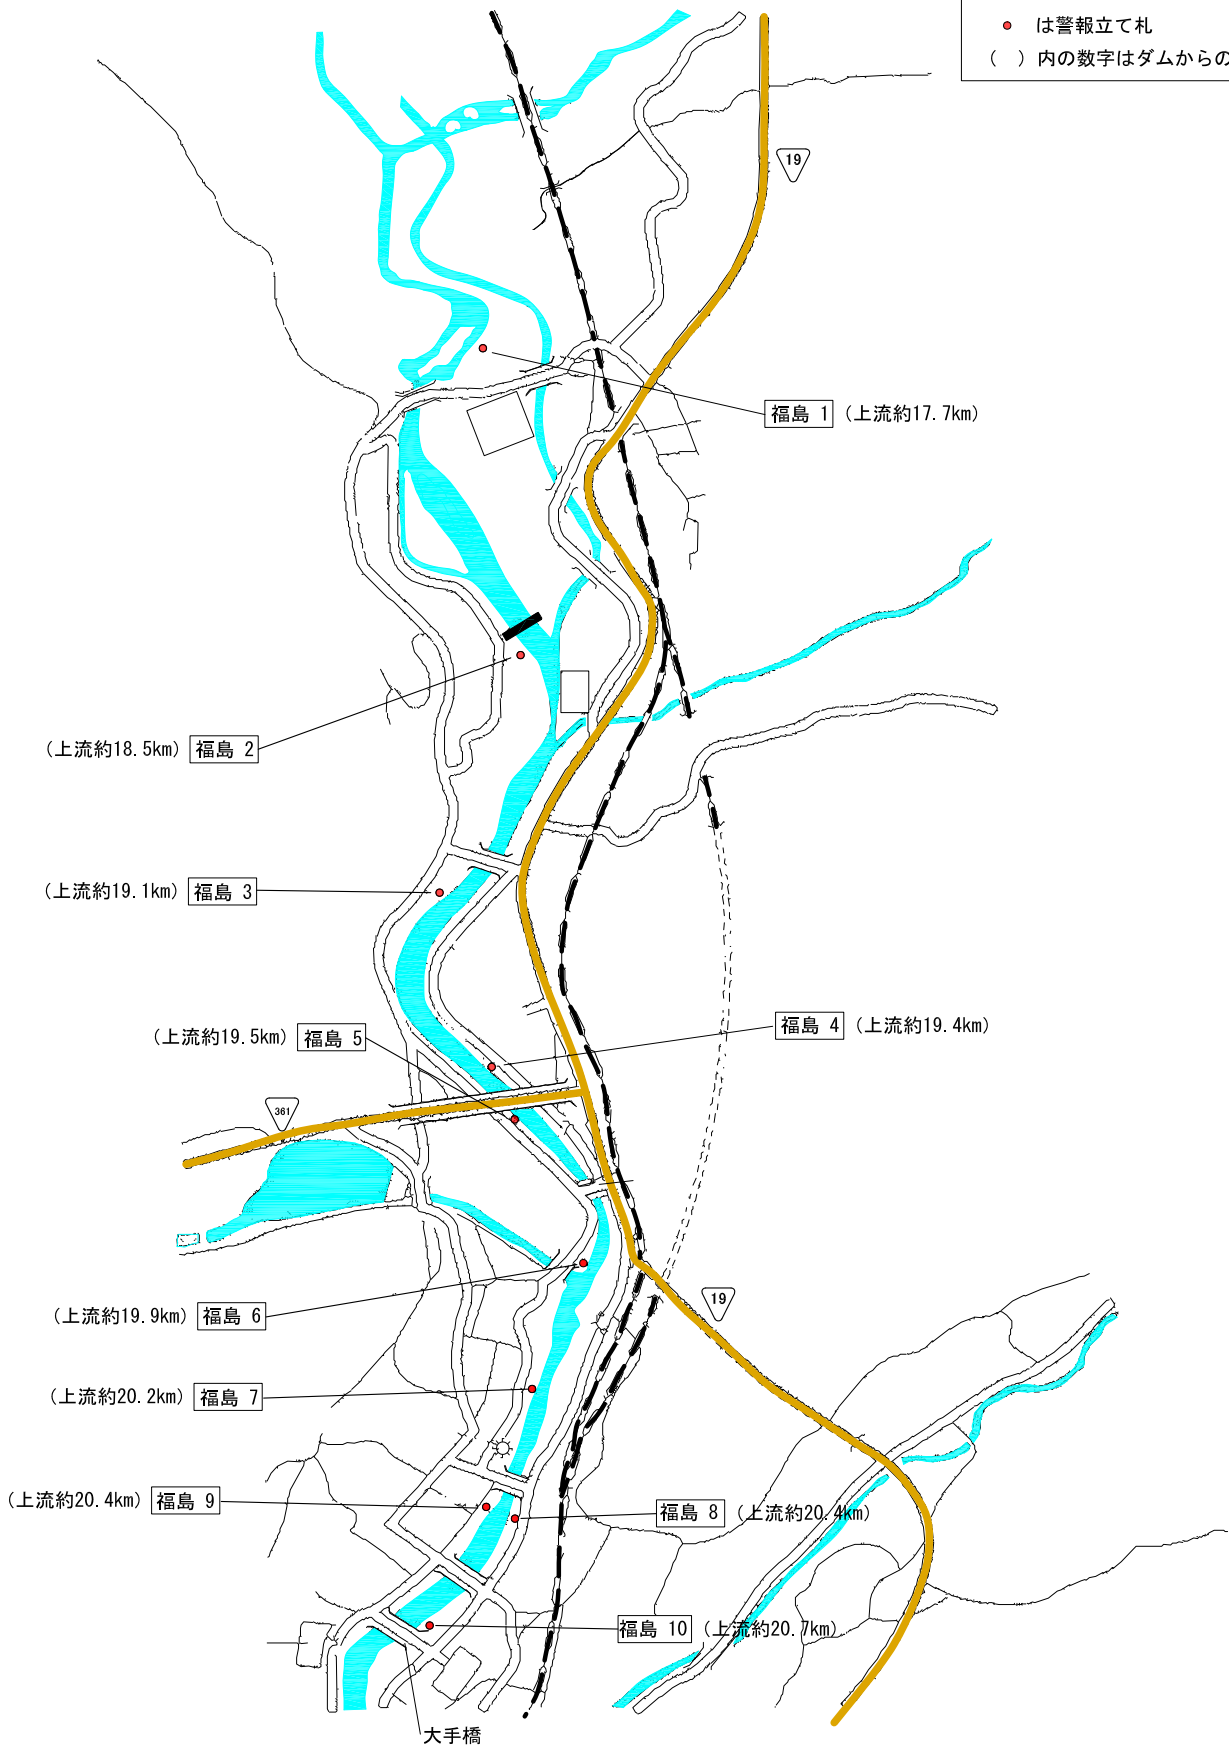 は警報立て札
( )内の数字はダムからの
19
福島 1 (上流約17.7km)
(上流約18.5km) 福島 2
(上流約19.1km) 福島 3
福島 4 (上流約19.4km)
(上流約19.5km) 福島 5
361
(上流約19.9km) 福島 6
19
(上流約20.2km) 福島 7
(上流約20.4km) 福島 9
福島 8 (上流約20.4km)
福島 10 (上流約20.7km)
大手橋